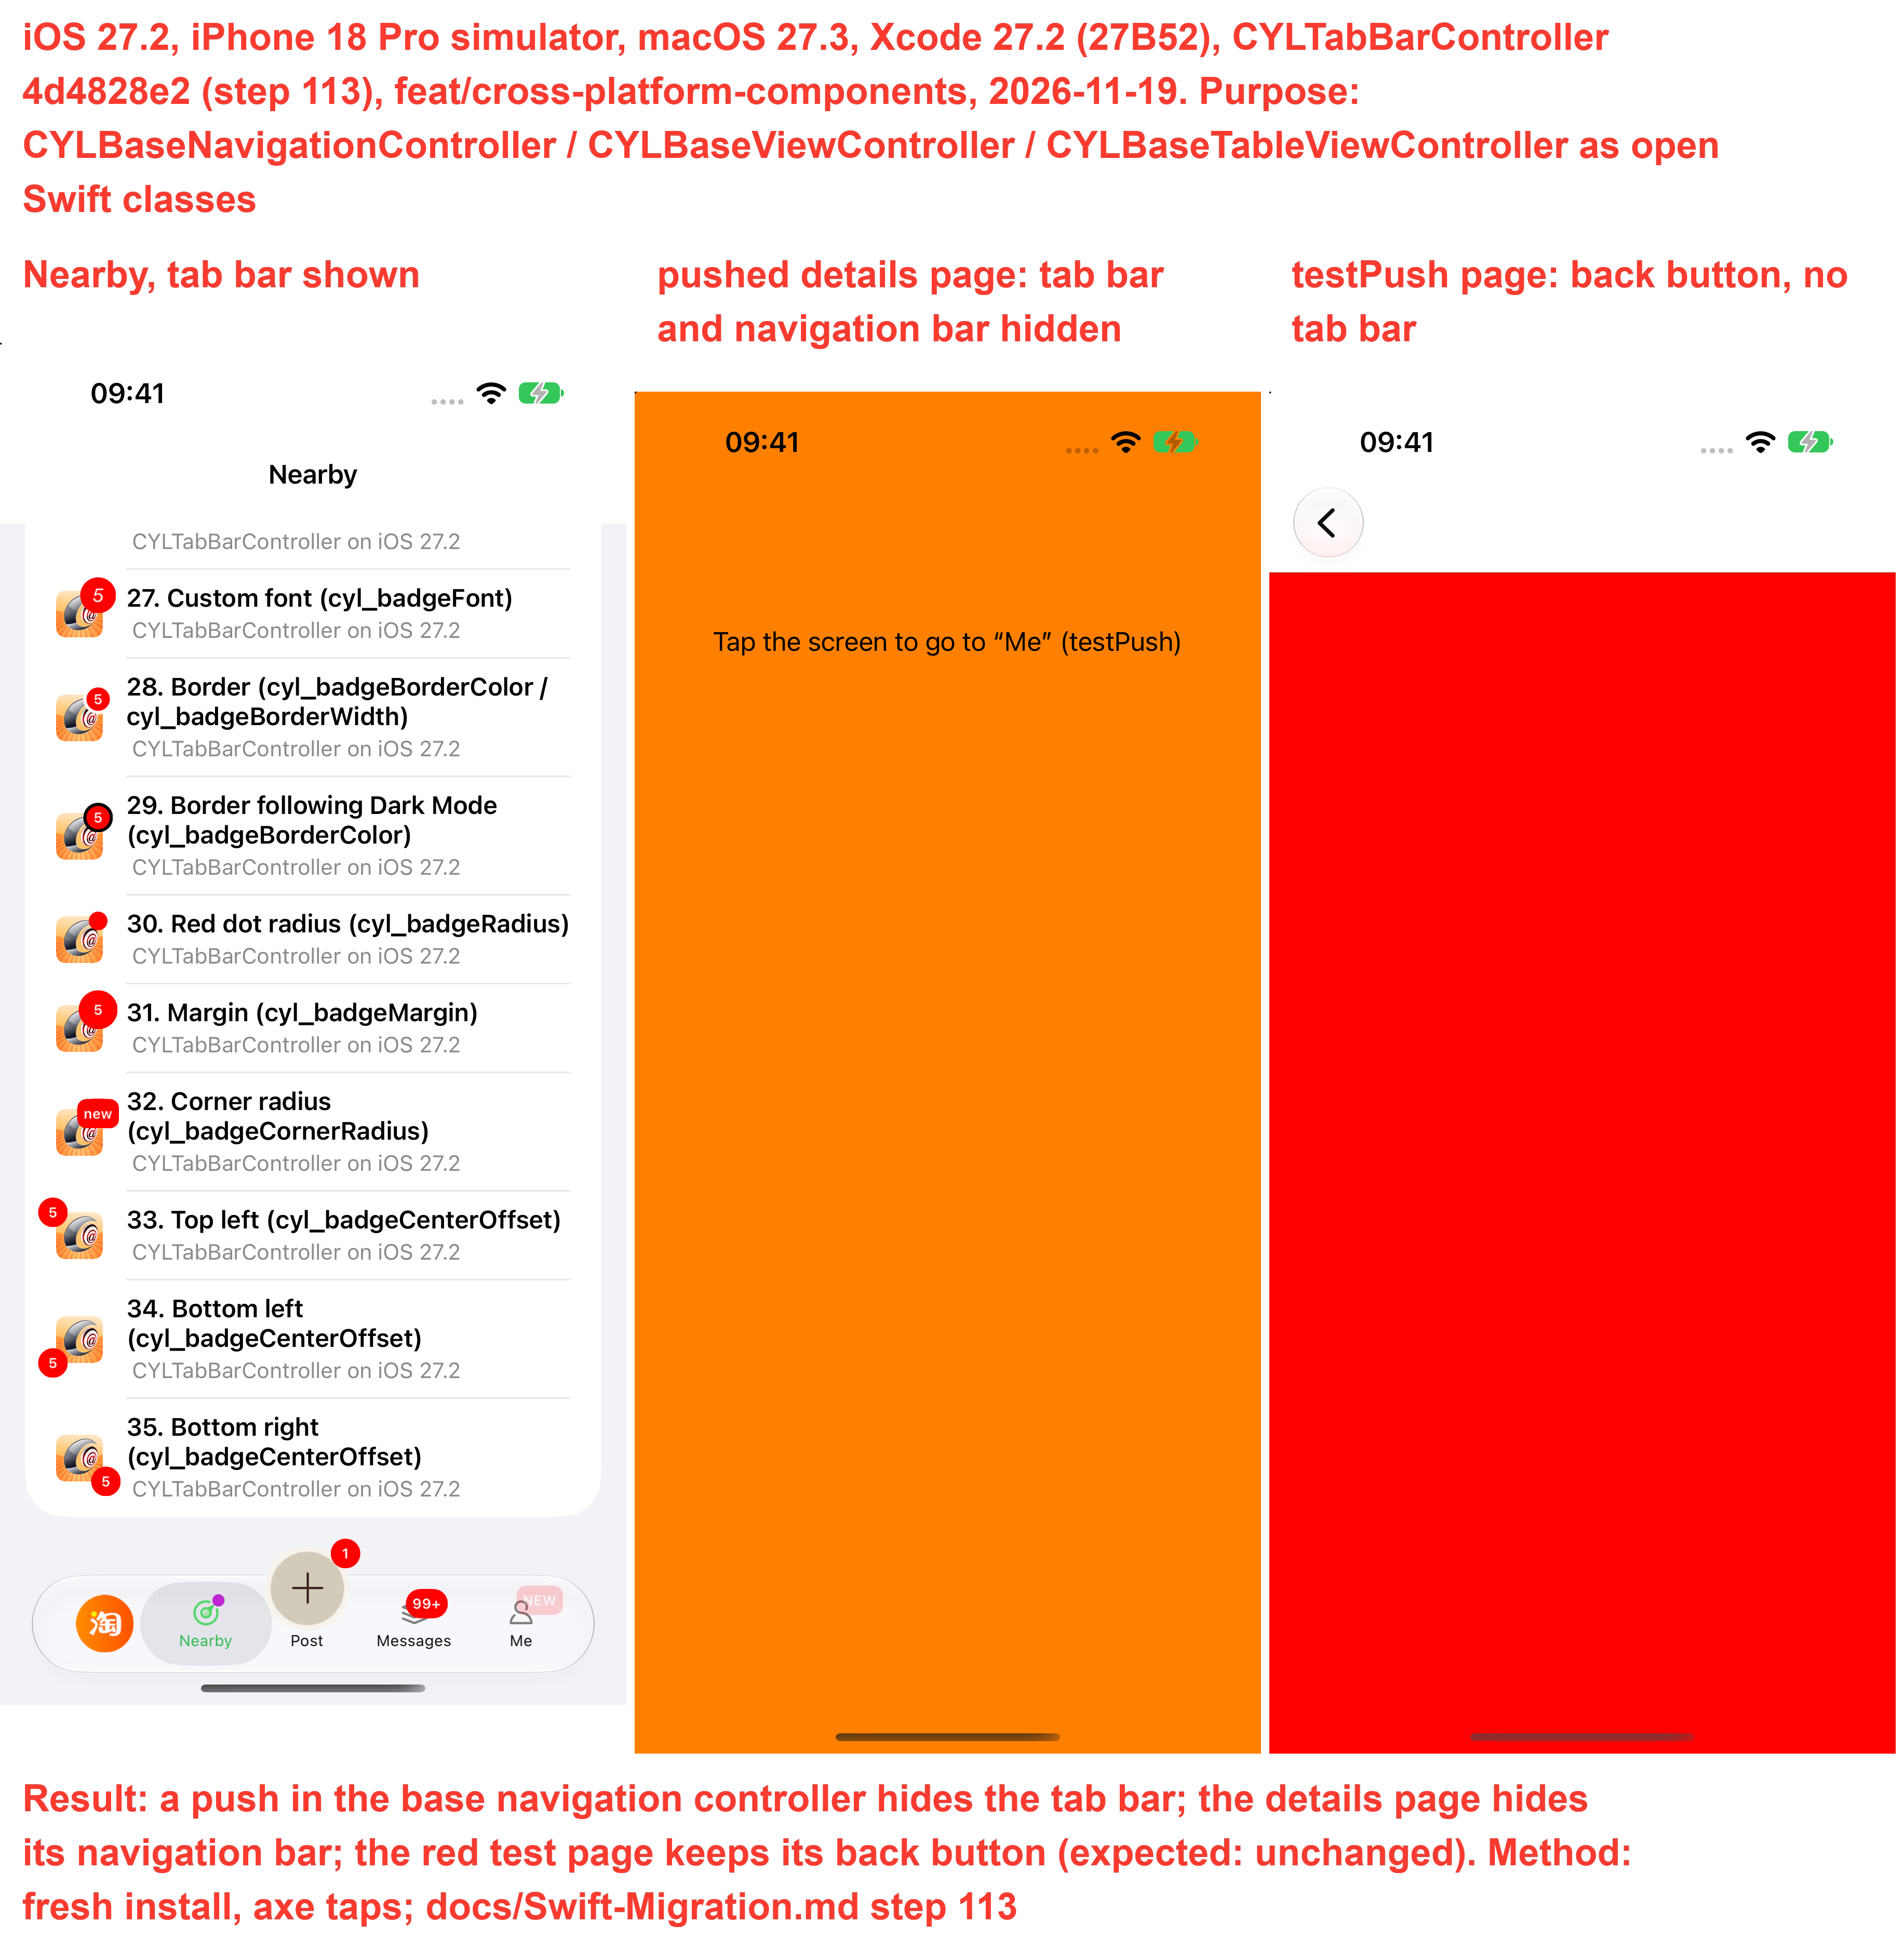 iOS 27.2, iPhone 18 Pro simulator, macOS 27.3, Xcode 27.2 (27B52), CYLTabBarController
4d4828e2 (step 113), feat/cross-platform-components, 2026-11-19. Purpose:
CYLBaseNavigationController / CYLBaseViewController / CYLBaseTableViewController as open
Swift classes
Nearby, tab bar shown
09:41
Nearby
CYLTabBarController on iOS 27.2
5
27. Custom font (cyl_badgeFont)
CYLTabBarController on iOS 27.2
5
28. Border (cyl_badgeBorderColor /
cyl_badgeBorderWidth)
CYLTabBarController on iOS 27.2
5
29. Border following Dark Mode
(cyl_badgeBorderColor)
CYLTabBarController on iOS 27.2
30. Red dot radius (cyl_badgeRadius)
CYLTabBarController on iOS 27.2
5
31. Margin (cyl_badgeMargin)
CYLTabBarController on iOS 27.2
new
32. Corner radius
(cyl_badgeCornerRadius)
CYLTabBarController on iOS 27.2
5
33. Top left (cyl_badgeCenterOffset)
CYLTabBarController on iOS 27.2
34. Bottom left
(cyl_badgeCenterOffset)
5
CYLTabBarController on iOS 27.2
35. Bottom right
(cyl_badgeCenterOffset)
5
CYLTabBarController on iOS 27.2
1
淘
Nearby
Post
99+
Messages
NEW
Me
pushed details page: tab bar
and navigation bar hidden
09:41
Tap the screen to go to “Me” (testPush)
testPush page: back button, no
tab bar
09:41
Result: a push in the base navigation controller hides the tab bar; the details page hides
its navigation bar; the red test page keeps its back button (expected: unchanged). Method:
fresh install, axe taps; docs/Swift-Migration.md step 113